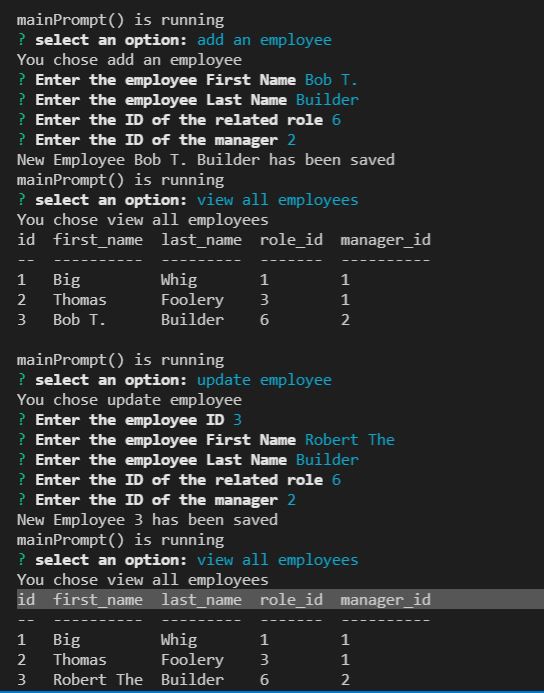 mainPrompt() is running
? select an option: add an employee
You chose add an employee
? Enter the employee First Name Bob T.
? Enter the employee Last Name Builder
? Enter the ID of the related role 6
? Enter the ID of the manager 2
New Employee Bob T. Builder has been saved
mainPrompt() is running
? select an option: view all employees
You chose view all employees
id  first_name  last_name  role_id  manager_id
--  ----------  ---------  -------  ----------
1   Big         Whig       1        1
2   Thomas      Foolery    3        1
3   Bob T.      Builder    6        2

mainPrompt() is running
? select an option: update employee
You chose update employee
? Enter the employee ID 3
? Enter the employee First Name Robert The
? Enter the employee Last Name Builder
? Enter the ID of the related role 6
? Enter the ID of the manager 2
New Employee 3 has been saved
mainPrompt() is running
? select an option: view all employees
You chose view all employees
id  first_name  last_name  role_id  manager_id
--  ----------  ---------  -------  ----------
1   Big         Whig       1        1
2   Thomas      Foolery    3        1
3   Robert The  Builder    6        2